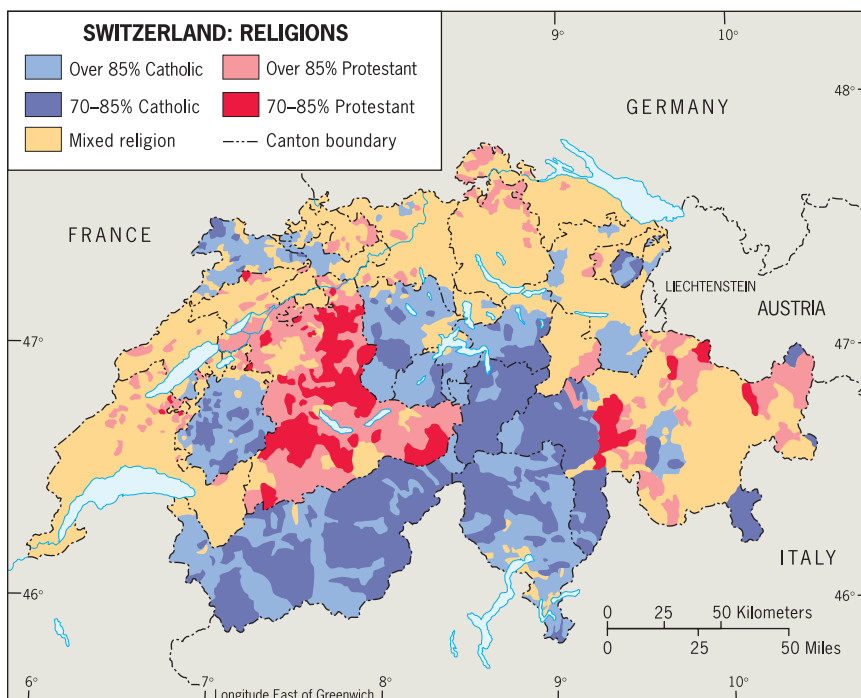 SWITZERLAND: RELIGIONS
Over 85% Catholic
Over 85% Protestant
70–85% Catholic
70–85% Protestant
Mixed religion
Canton boundary
9°
10°
48°
GERMANY
FRANCE
LIECHTENSTEIN
AUSTRIA
47°
47°
ITALY
46°
46°
0 25 50 Kilometers
0 25 50 Miles
6°
7°
8°
9°
10°
Longitude East of Greenwich